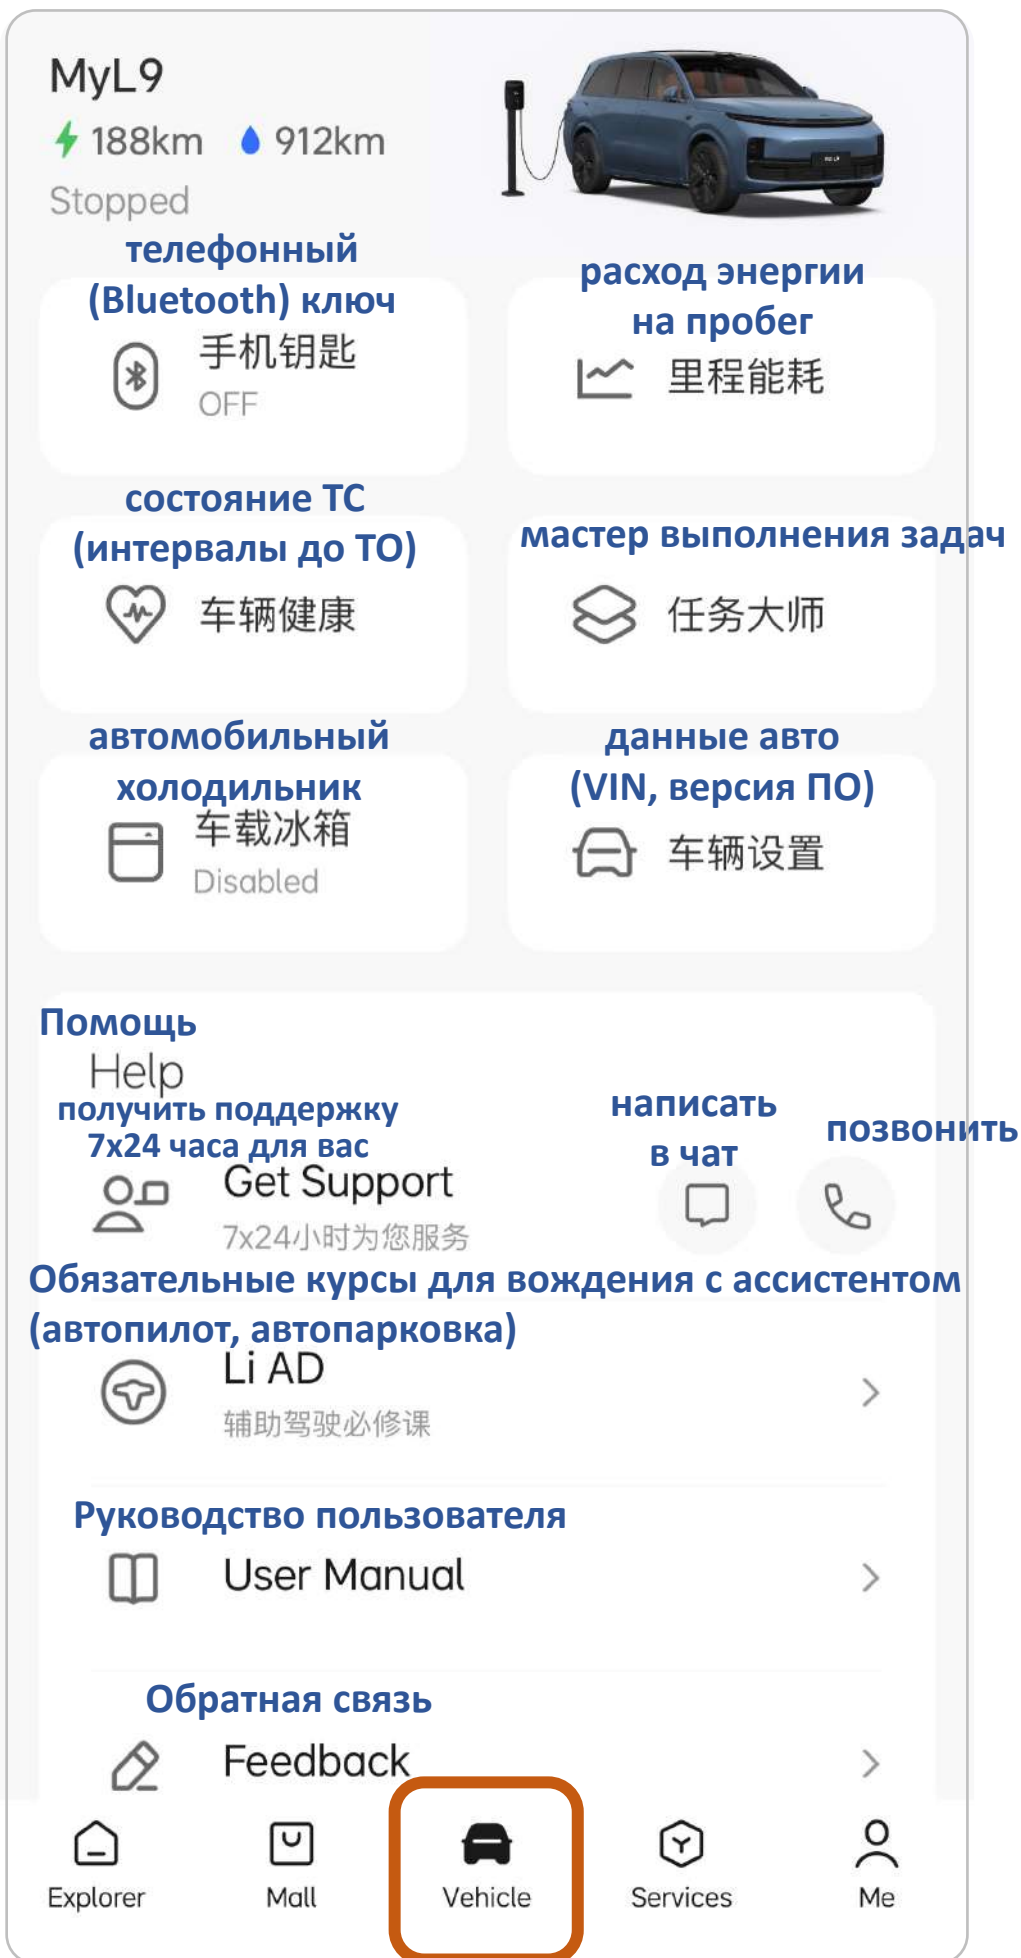 MyL9
188km 912km
Stopped
телефонный
(Bluetooth) ключ
手机钥匙
OFF
расход энергии
на пробег
里程能耗
состояние ТС
(интервалы до ТО)
车辆健康
мастер выполнения задач
任务大师
автомобильный
холодильник
车载冰箱
Disabled
данные авто
(VIN, версия ПО)
车辆设置
Помощь
Help
получить поддержку
7x24 часа для вас
Get Support
7x24小时为您服务
написать
в чат
позвонить
Обязательные курсы для вождения с ассистентом
(автопилот, автопарковка)
Li AD
辅助驾驶必修课
Руководство пользователя
User Manual
Обратная связь
Feedback
Explorer
Mall
Vehicle
Services
Me